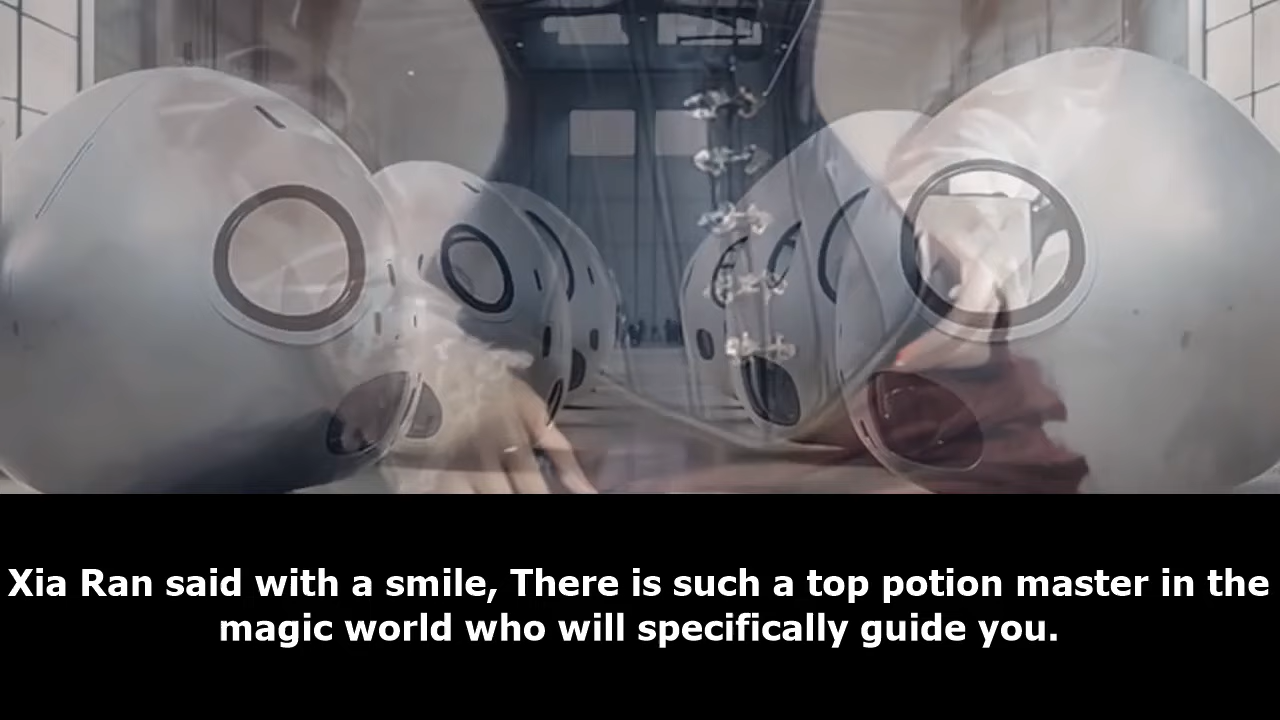 Xia Ran said with a smile, There is such a top potion master in the
magic world who will specifically guide you.